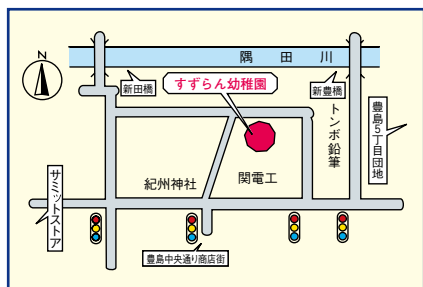 N
隅田川
新田橋
すずらん幼稚園
新豊橋
トンボ鉛筆
豊島5丁目団地
紀州神社
関電工
サミットストア
豊島中央通り商店街